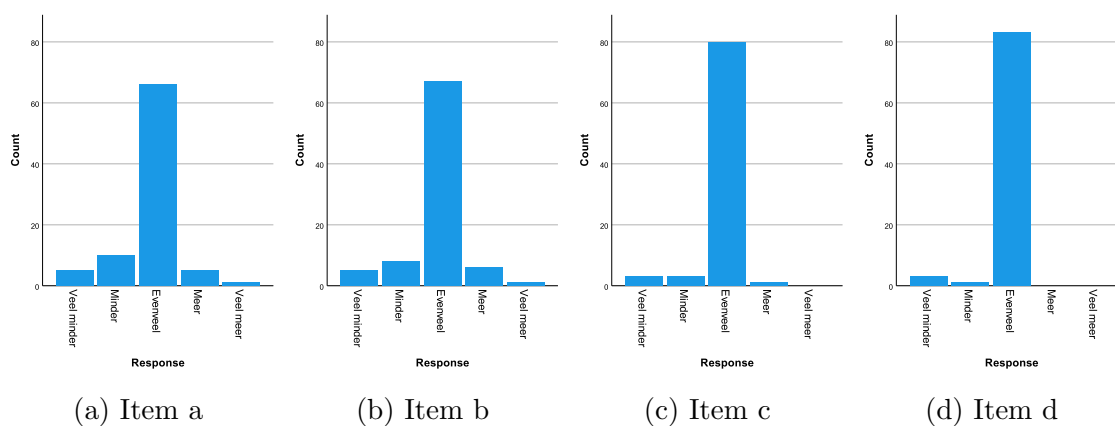 80
60
40
20
0
Count
Veel minder
Minder
Evenveel
Meer
Veel meer
Response
(a) Item a
80
60
40
20
0
Count
Veel minder
Minder
Evenveel
Meer
Veel meer
Response
(b) Item b
80
60
40
20
0
Count
Veel minder
Minder
Evenveel
Meer
Veel meer
Response
(c) Item c
80
60
40
20
0
Count
Veel minder
Minder
Evenveel
Meer
Veel meer
Response
(d) Item d